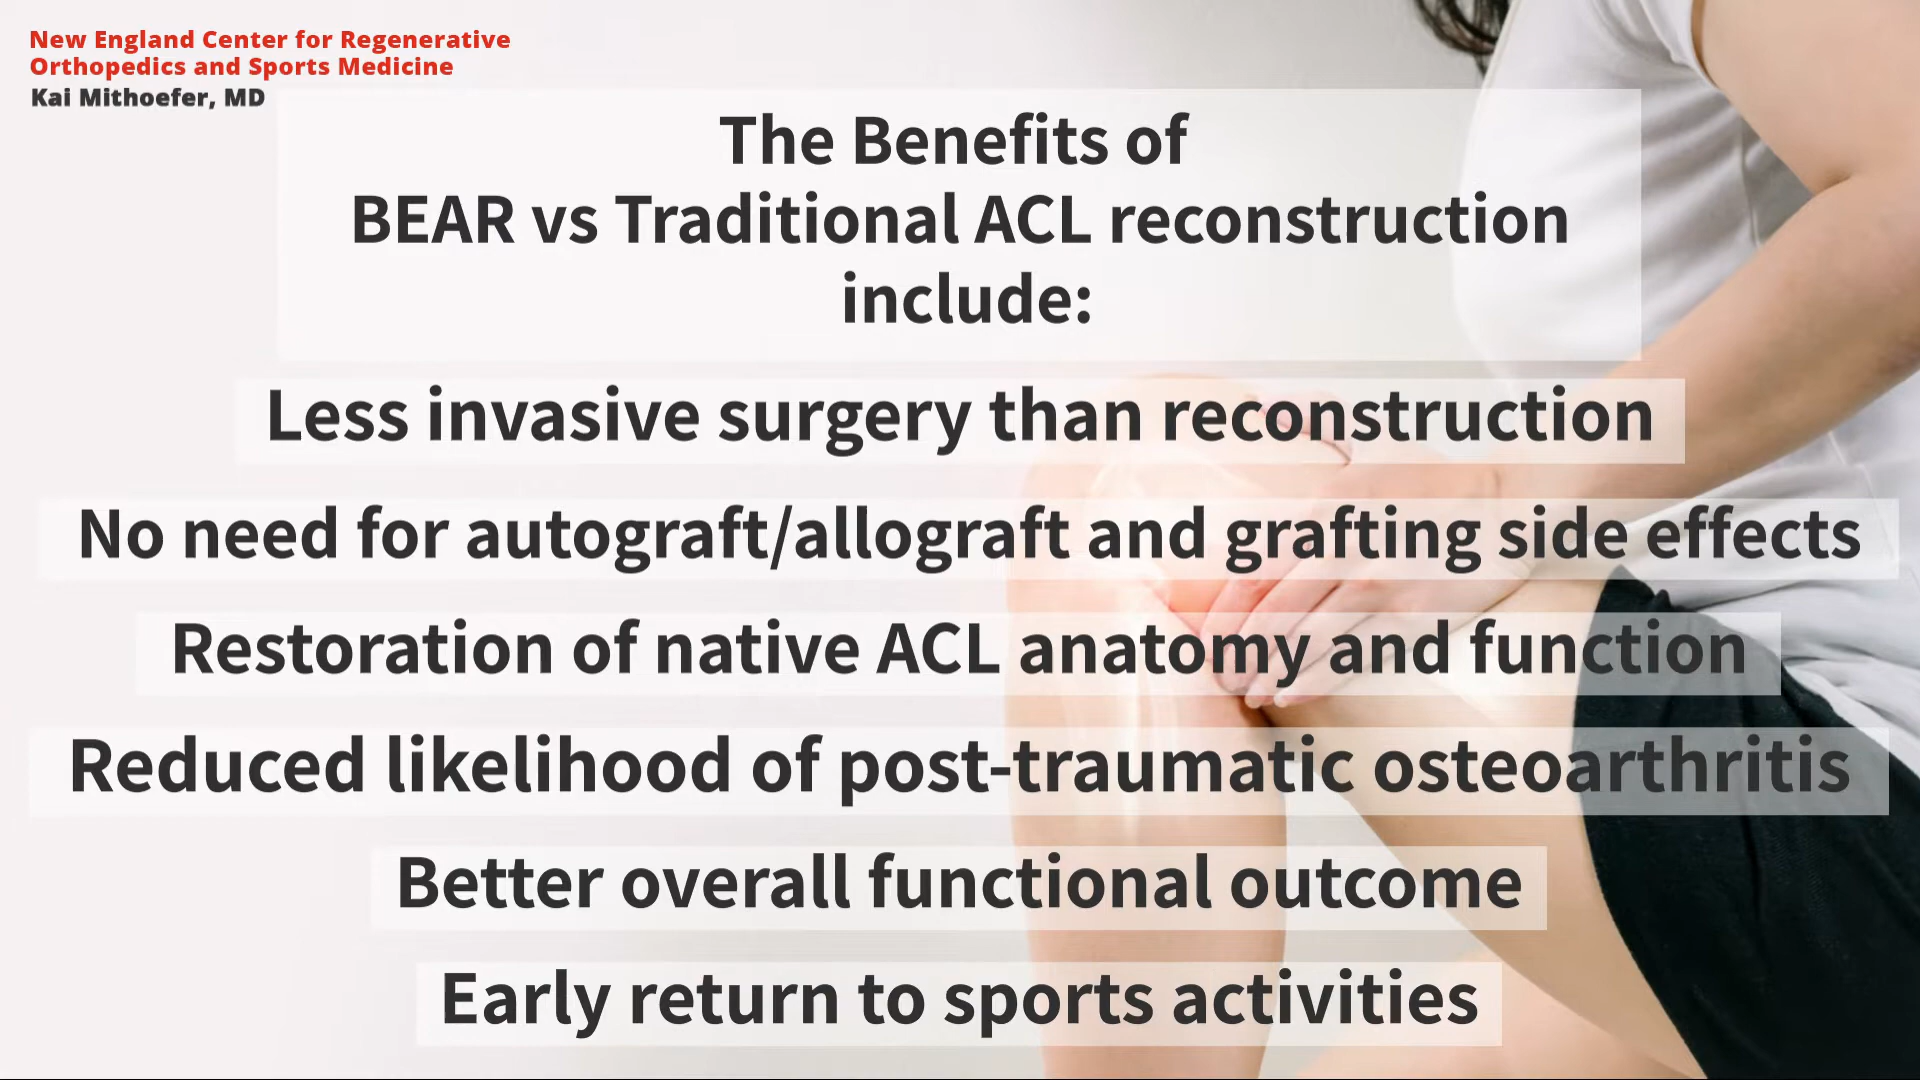 New England Center for Regenerative
Orthopedics and Sports Medicine
Kai Mithoefer, MD
The Benefits of
BEAR vs Traditional ACL reconstruction
include:
Less invasive surgery than reconstruction
No need for autograft/allograft and grafting side effects
Restoration of native ACL anatomy and function
Reduced likelihood of post-traumatic osteoarthritis
Better overall functional outcome
Early return to sports activities